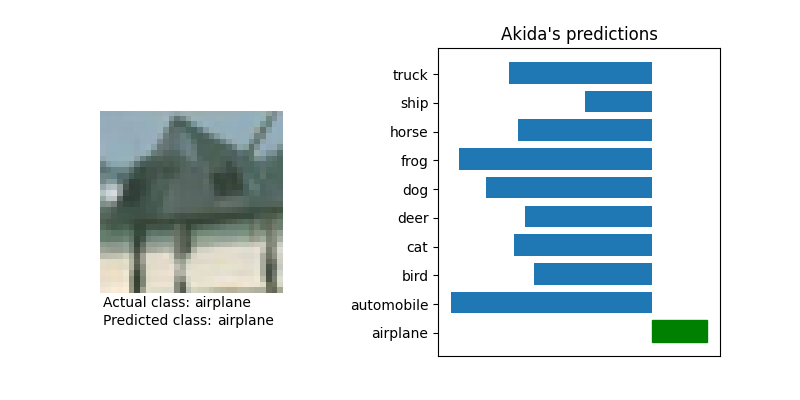 Akida's predictions
truck
ship
horse
frog
dog
deer
cat
bird
automobile
airplane
Actual class: airplane
Predicted class: airplane